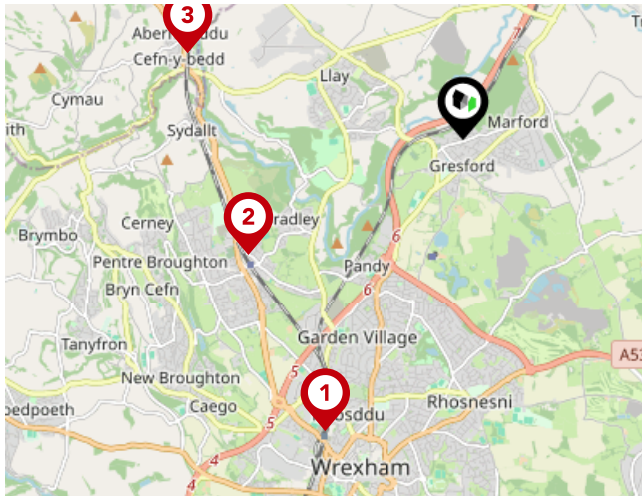 3
Cefn-y-bedd
Llay
Cymau
Marford
Sydallt
Gresford
2
Cerney
Brymbo
6
Pentre Broughton
Pandy
Bryn Cefn
6
5
Garden Village
Tanyfron
New Broughton
5
1
Rhosnesni
Caego
4
4
Wrexham